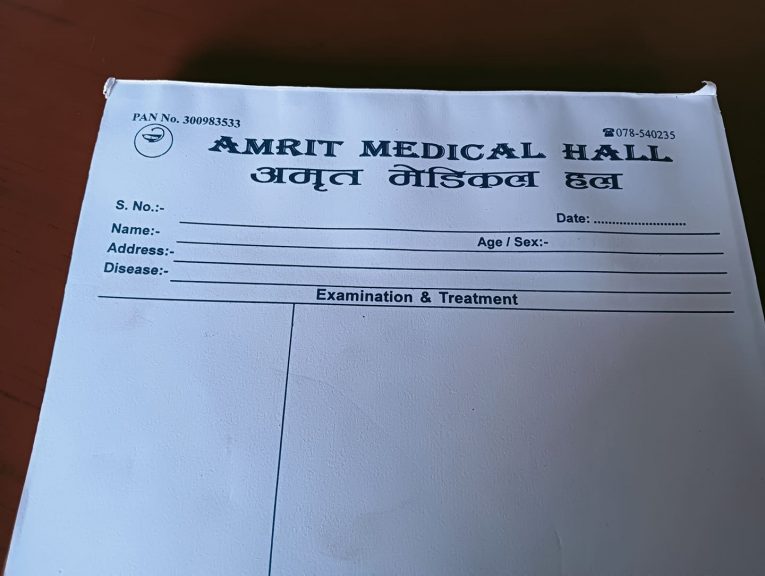 PAN No. 300983533
☎078-540235
AMRIT MEDICAL HALL
अमृत मेडिकल हल
S. No.:-
Date: ..........................
Name:-
Age / Sex:-
Address:-
Disease:-
Examination & Treatment